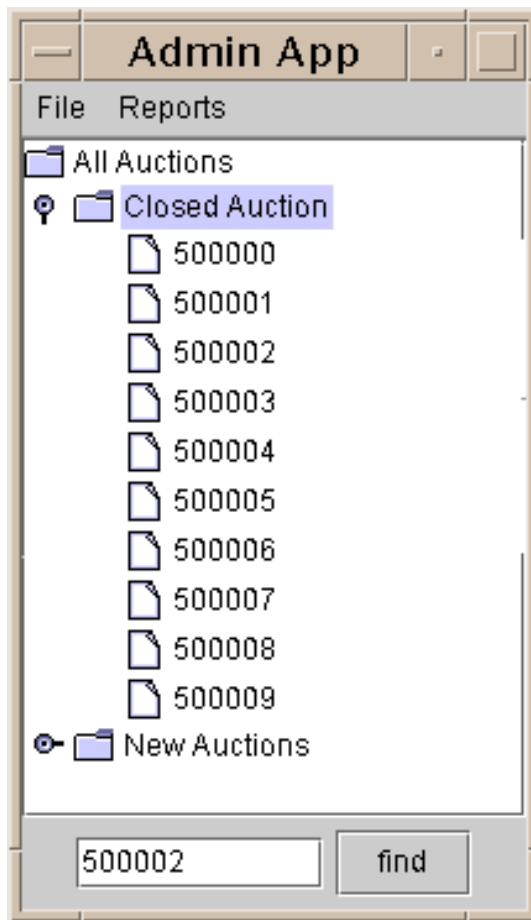 Admin App
File Reports
All Auctions
Closed Auction
500000
500001
500002
500003
500004
500005
500006
500007
500008
500009
New Auctions
500002 find